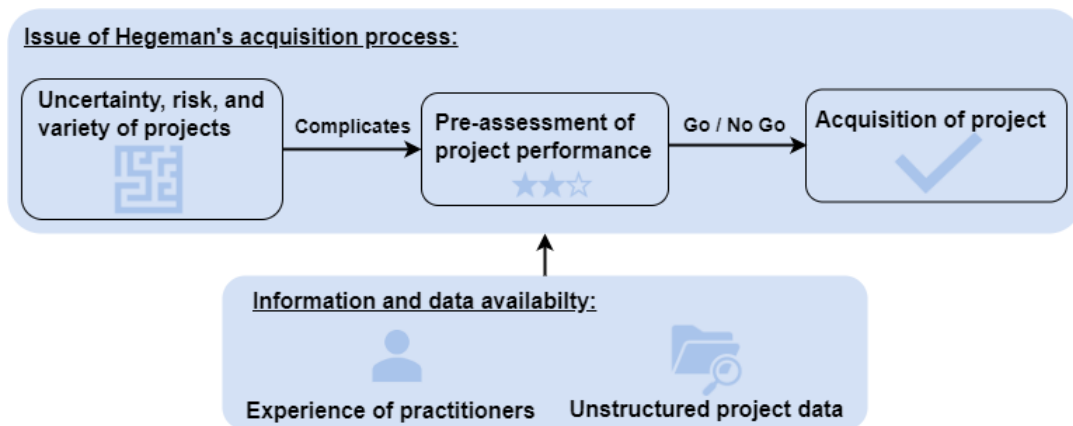 Issue of Hegeman's acquisition process:
Uncertainty, risk, and
variety of projects
Complicates
Pre-assessment of
project performance
Go / No Go
Acquisition of project
Information and data availabilty:
Experience of practitioners
Unstructured project data